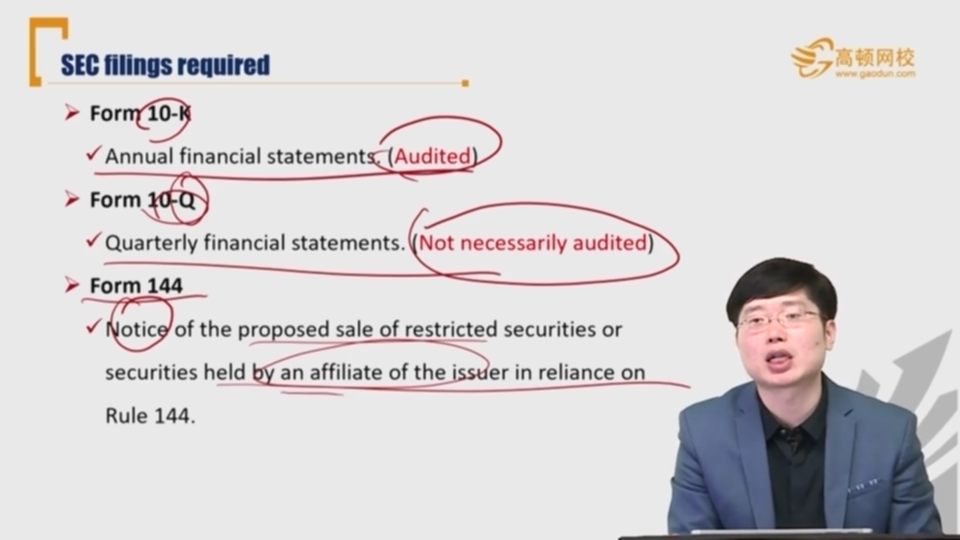 SEC filings required
高顿网校
www.gaodun.com
Form 10-K
Annual financial statements. (Audited)
Form 10-Q
Quarterly financial statements. (Not necessarily audited)
Form 144
Notice of the proposed sale of restricted securities or
securities held by an affiliate of the issuer in reliance on
Rule 144.